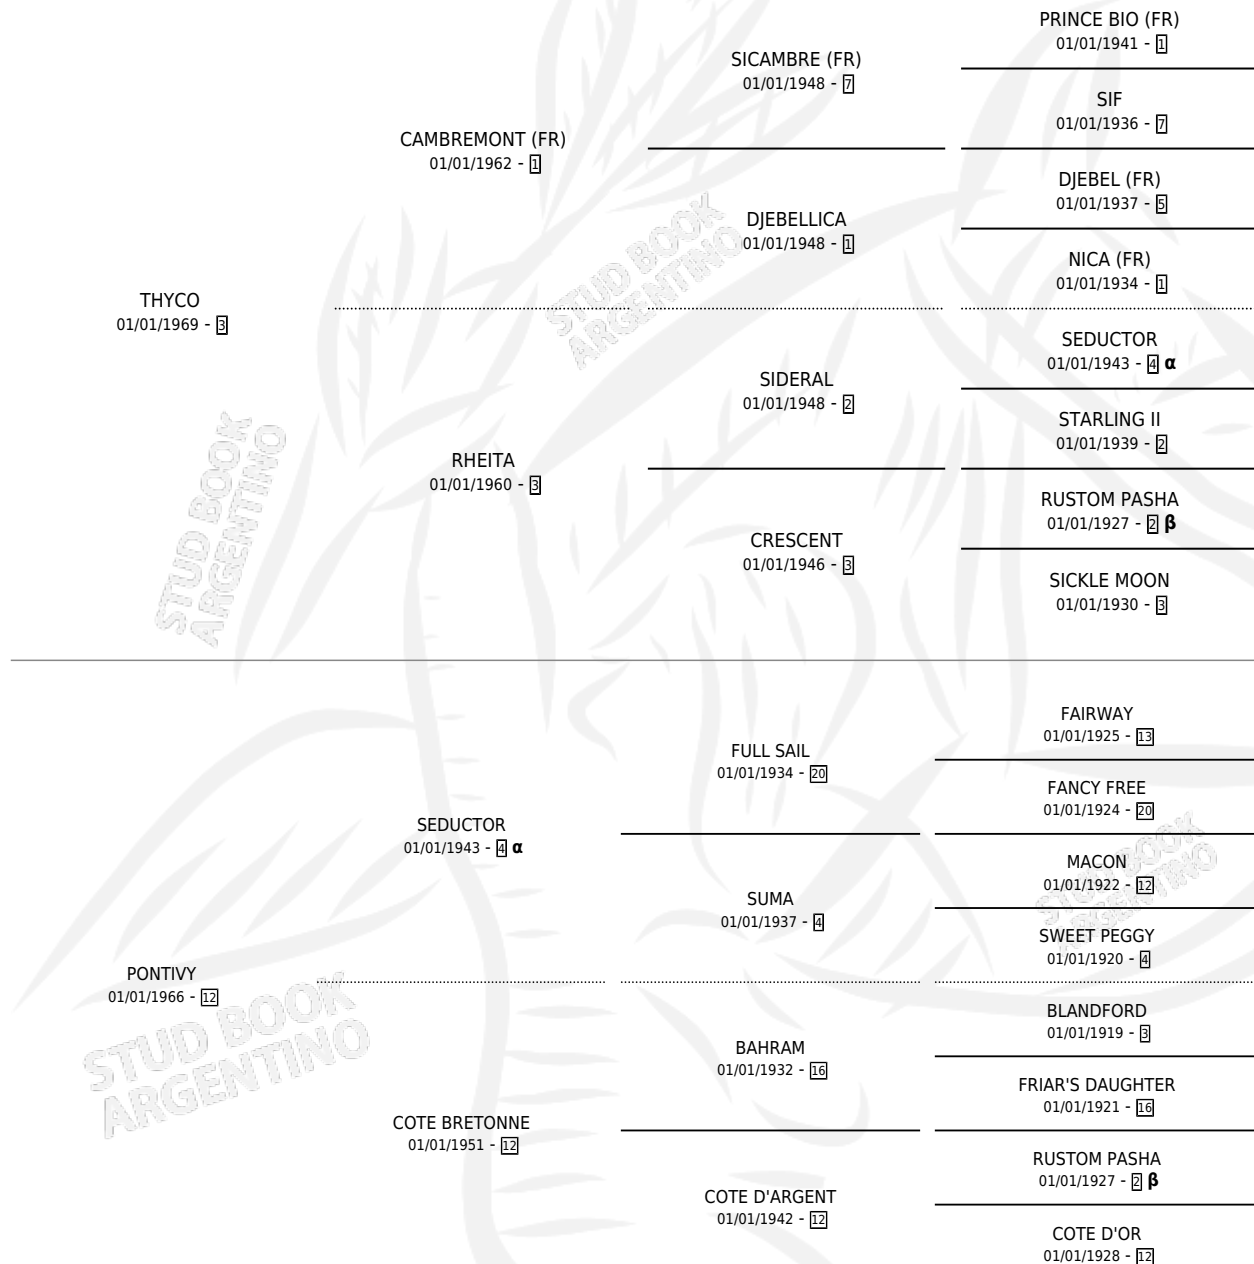 PRINCE BIO (FR)
01/01/1941 - 1
SICAMBRE (FR)
01/01/1948 - 7
SIF
01/01/1936 - 7
CAMBREMONT (FR)
01/01/1962 - 1
DJEBEL (FR)
01/01/1937 - 5
DJEBELLICA
01/01/1948 - 1
NICA (FR)
01/01/1934 - 1
THYCO
01/01/1969 - 3
SEDUCTOR
01/01/1943 - 4 α
SIDERAL
01/01/1948 - 2
STARLING II
01/01/1939 - 2
RHEITA
01/01/1960 - 3
RUSTOM PASHA
01/01/1927 - 2 β
CRESCENT
01/01/1946 - 3
SICKLE MOON
01/01/1930 - 3
FAIRWAY
01/01/1925 - 13
FULL SAIL
01/01/1934 - 20
FANCY FREE
01/01/1924 - 20
SEDUCTOR
01/01/1943 - 4 α
MACON
01/01/1922 - 12
SUMA
01/01/1937 - 4
SWEET PEGGY
01/01/1920 - 4
PONTIVY
01/01/1966 - 12
BLANDFORD
01/01/1919 - 3
BAHRAM
01/01/1932 - 16
FRIAR'S DAUGHTER
01/01/1921 - 16
COTE BRETONNE
01/01/1951 - 12
RUSTOM PASHA
01/01/1927 - 2 β
COTE D'ARGENT
01/01/1942 - 12
COTE D'OR
01/01/1928 - 12
STUD BOOK
ARGENTINO
STUD BOOK
ARGENTINO
STUD BOOK
ARGENTINO
STUD BOOK
ARGENTINO